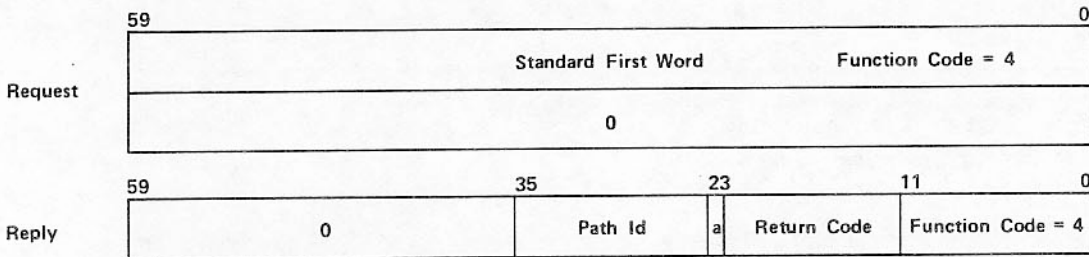 59 0
Standard First Word Function Code = 4
Request
0
59 35 23 11 0
Reply 0 Path Id a Return Code Function Code = 4